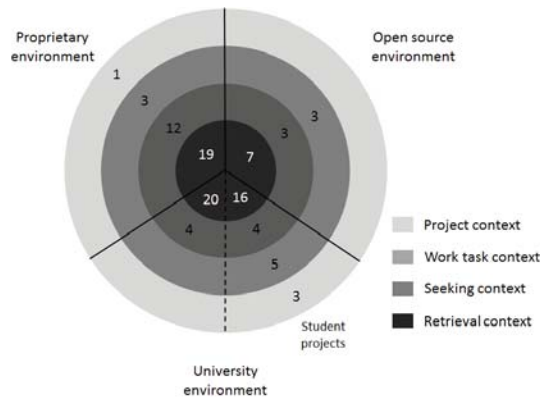 Proprietary
environment
Open source
environment
1
3
3
12
3
19
7
20
16
4
4
5
3
Student
projects
University
environment
Project context
Work task context
Seeking context
Retrieval context